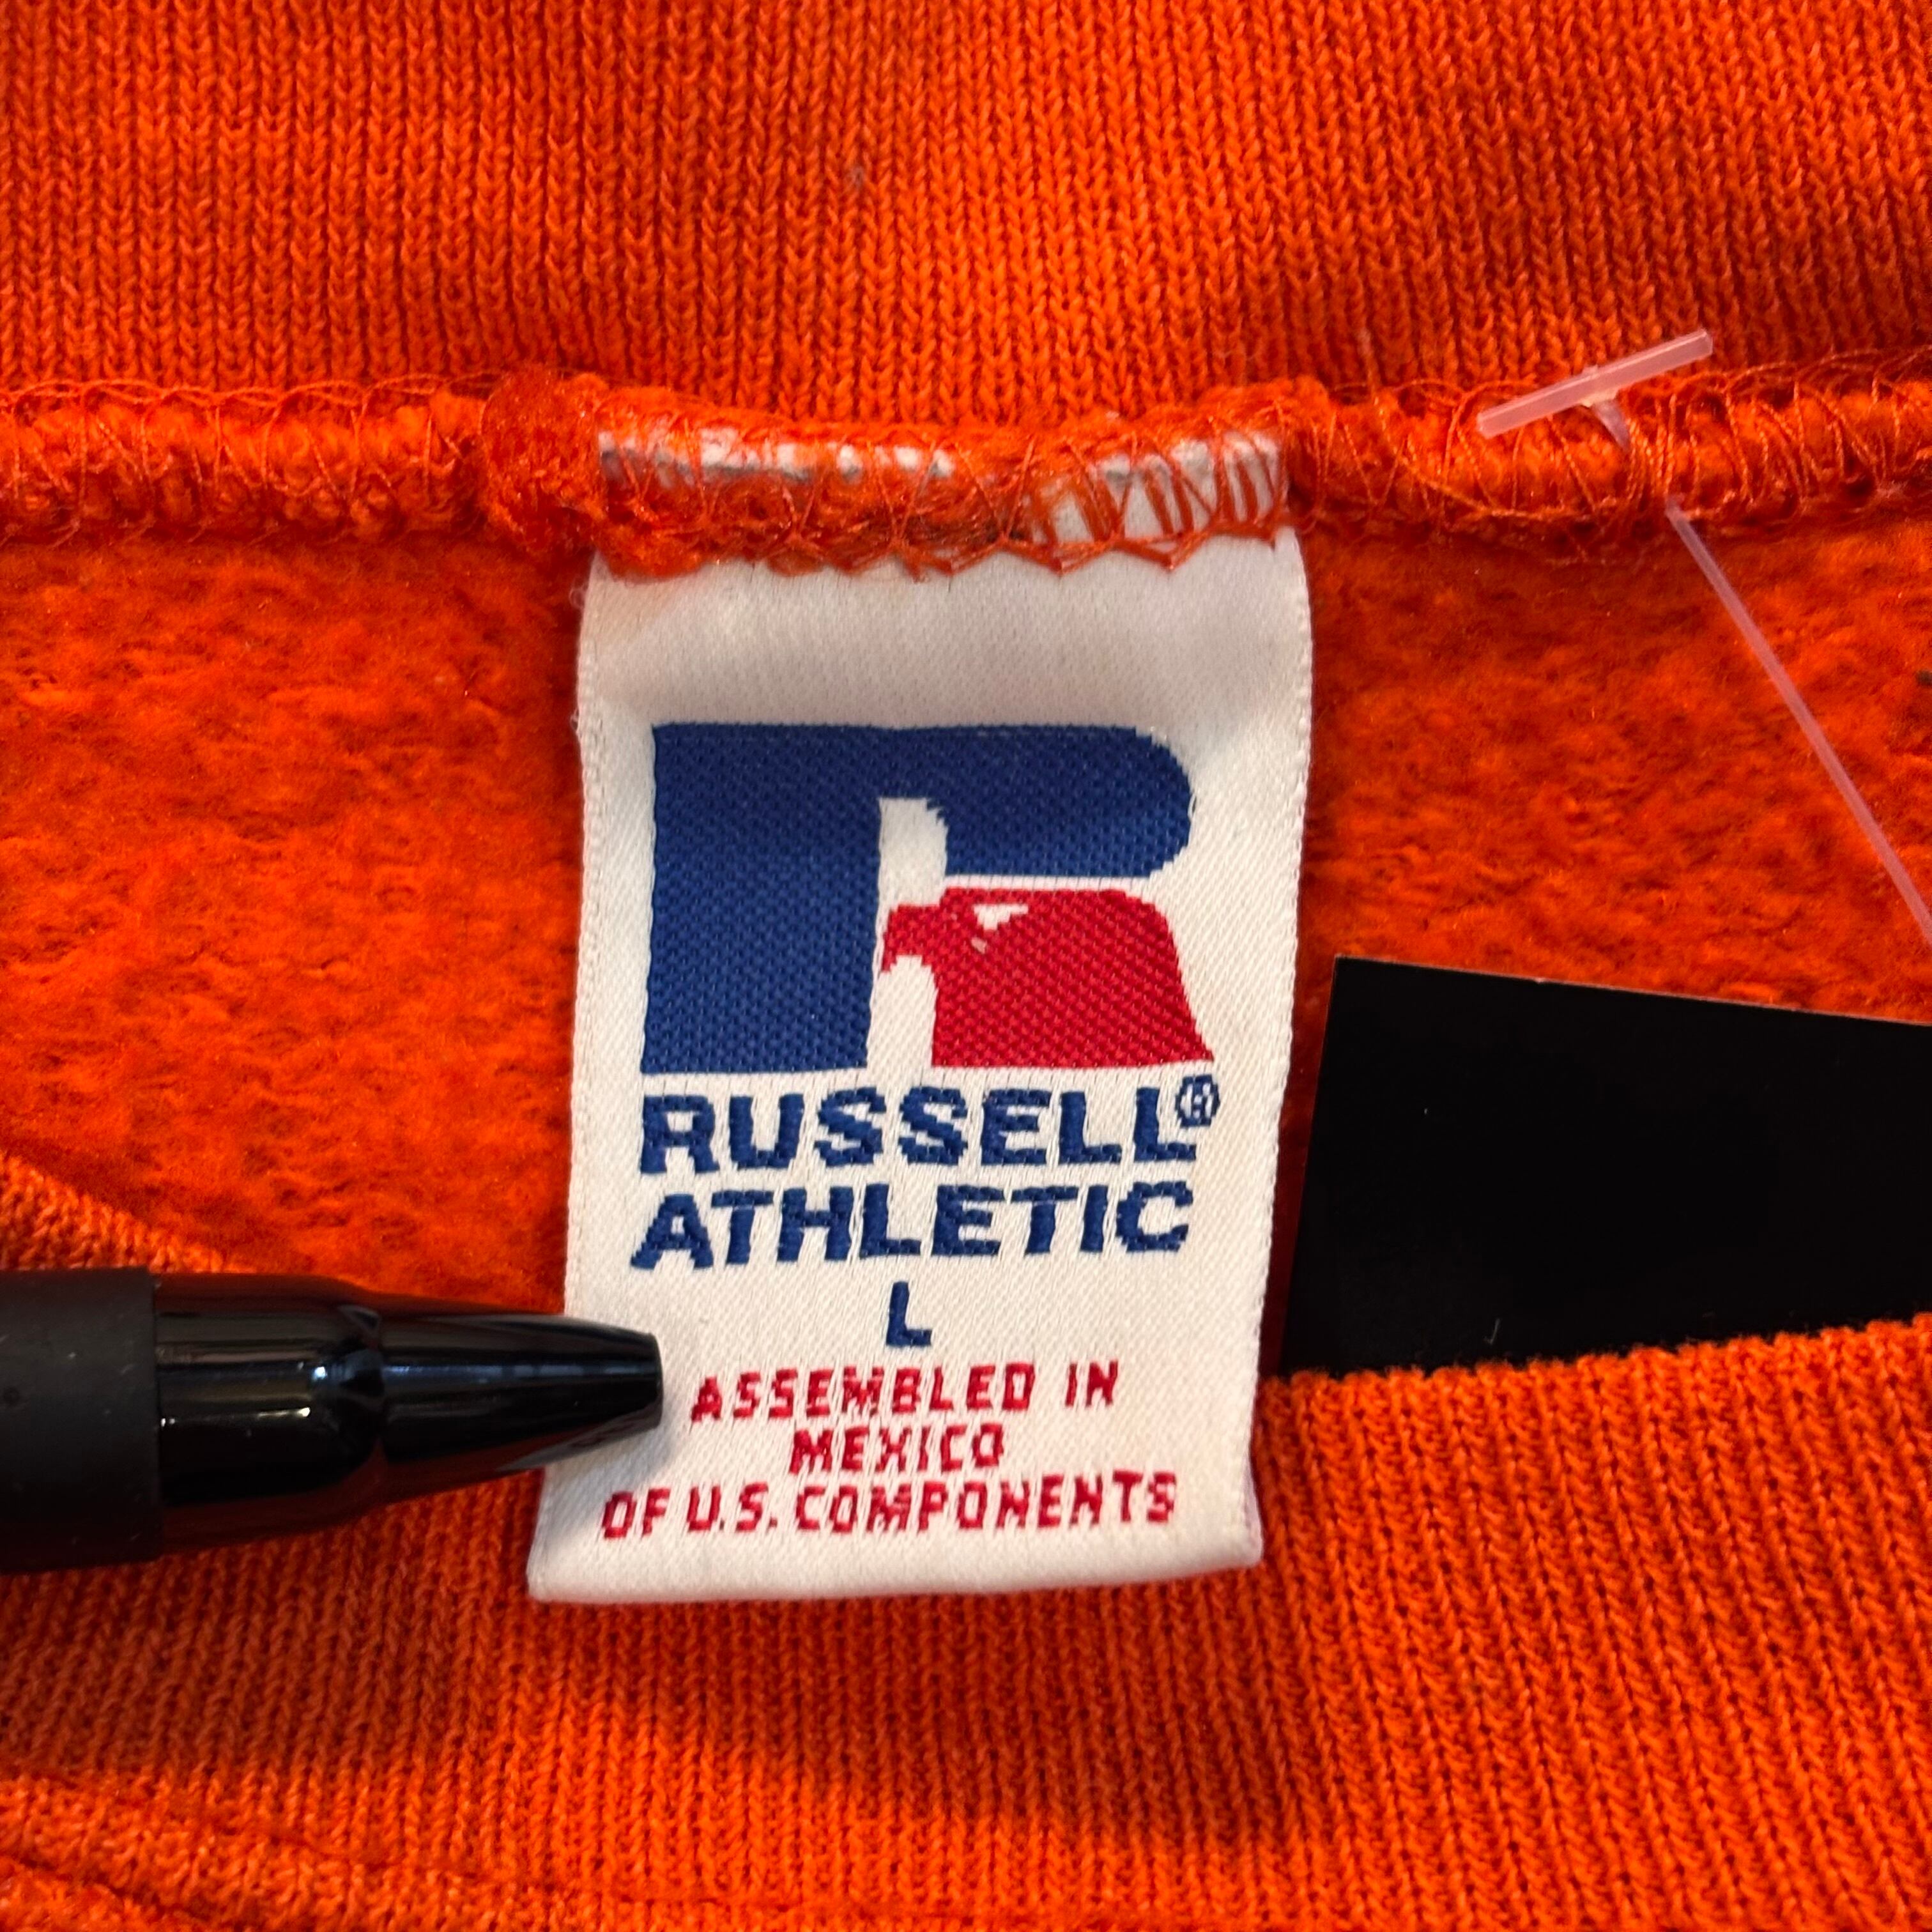 RUSSELL®
ATHLETIC
L
ASSEMBLED IN
MEXICO
OF U.S. COMPONENTS